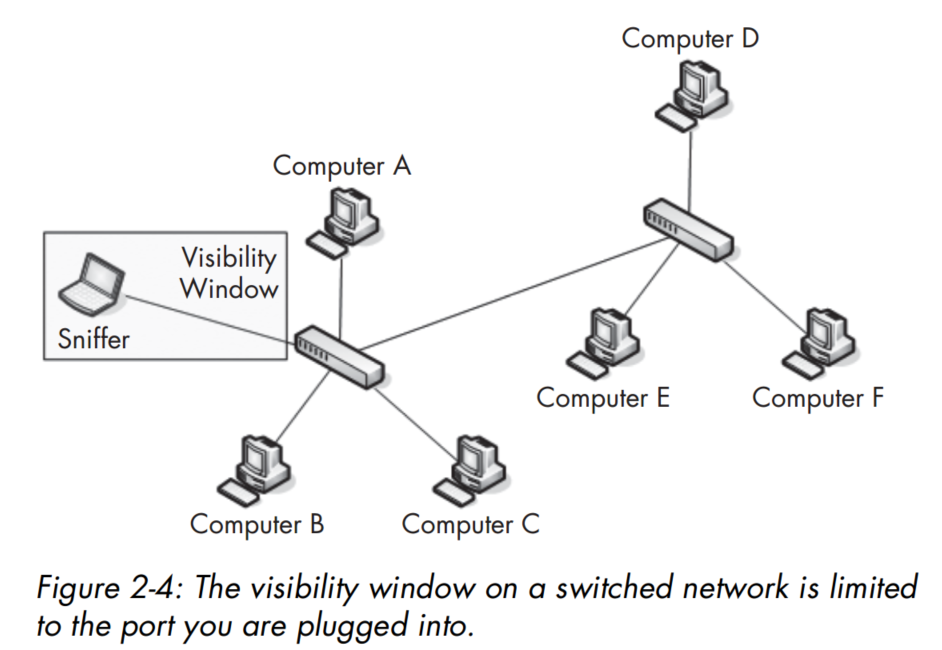 Computer D
Computer A
Visibility
Window
Sniffer
Computer E
Computer F
Computer B
Computer C
Figure 2-4: The visibility window on a switched network is limited
to the port you are plugged into.